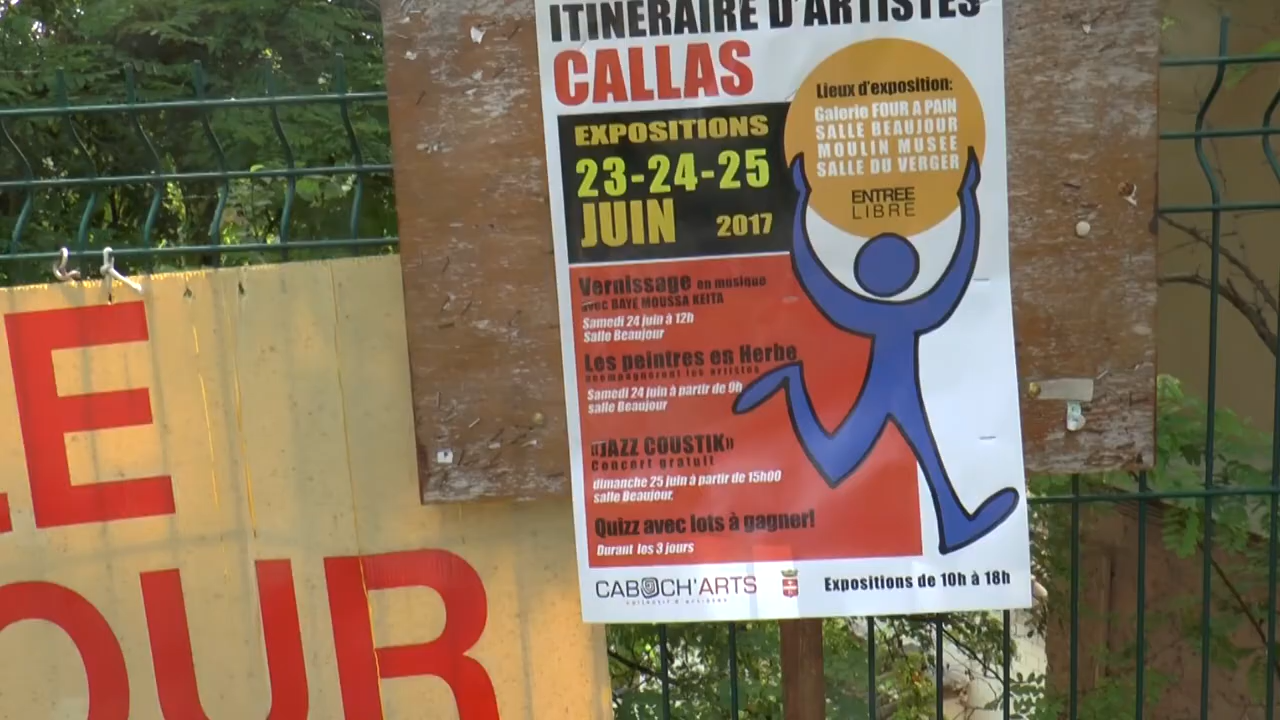 ITINERAIRE D'ARTISTES
CALLAS
EXPOSITIONS
23-24-25
JUIN 2017
Lieux d'exposition:
Galerie FOUR A PAIN
SALLE BEAUJOUR
MOULIN MUSEE
SALLE DU VERGER
ENTREE
LIBRE
Vernissage en musique
avec BAYE MOUSSA KEITA
Samedi 24 juin à 12h
Salle Beaujour
Les peintres en Herbe
accompagneront les artistes
Samedi 24 juin à partir de 9h
salle Beaujour
«JAZZ COUSTIK»
Concert gratuit
dimanche 25 juin à partir de 15h00
salle Beaujour.
Quizz avec lots à gagner!
Durant les 3 jours
CABOCH'ARTS
collectif d'artistes
Expositions de 10h à 18h
LE
OUR